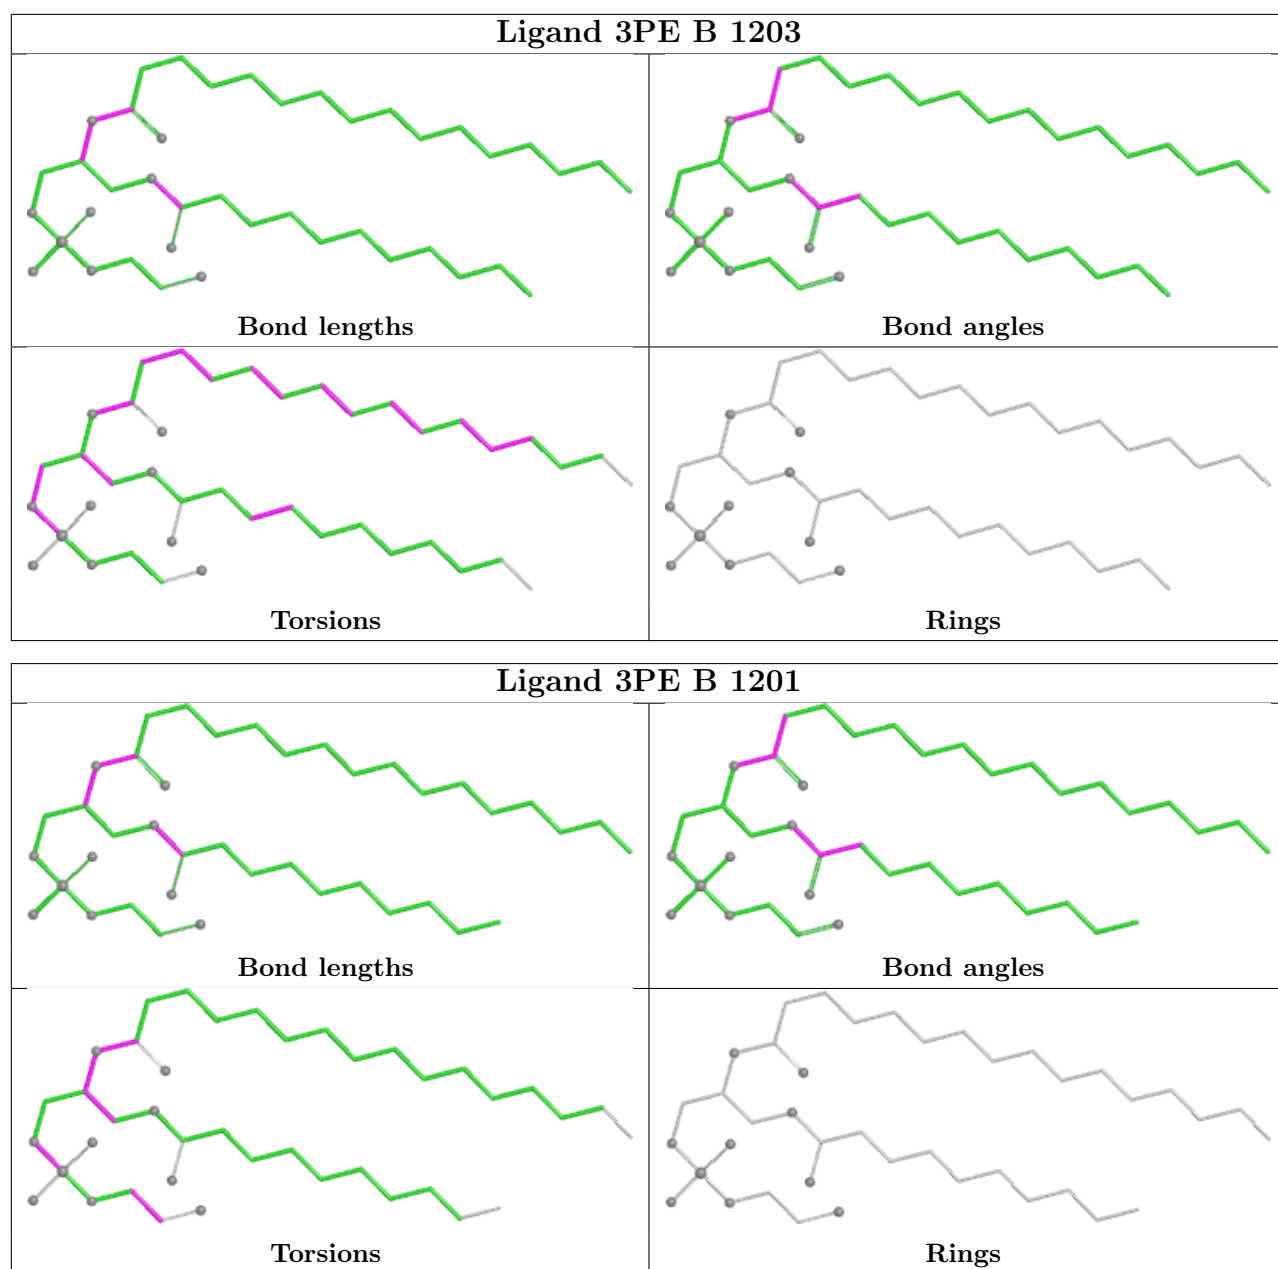 Ligand 3PE B 1203
Bond lengths
Bond angles
Torsions
Rings
Ligand 3PE B 1201
Bond lengths
Bond angles
Torsions
Rings